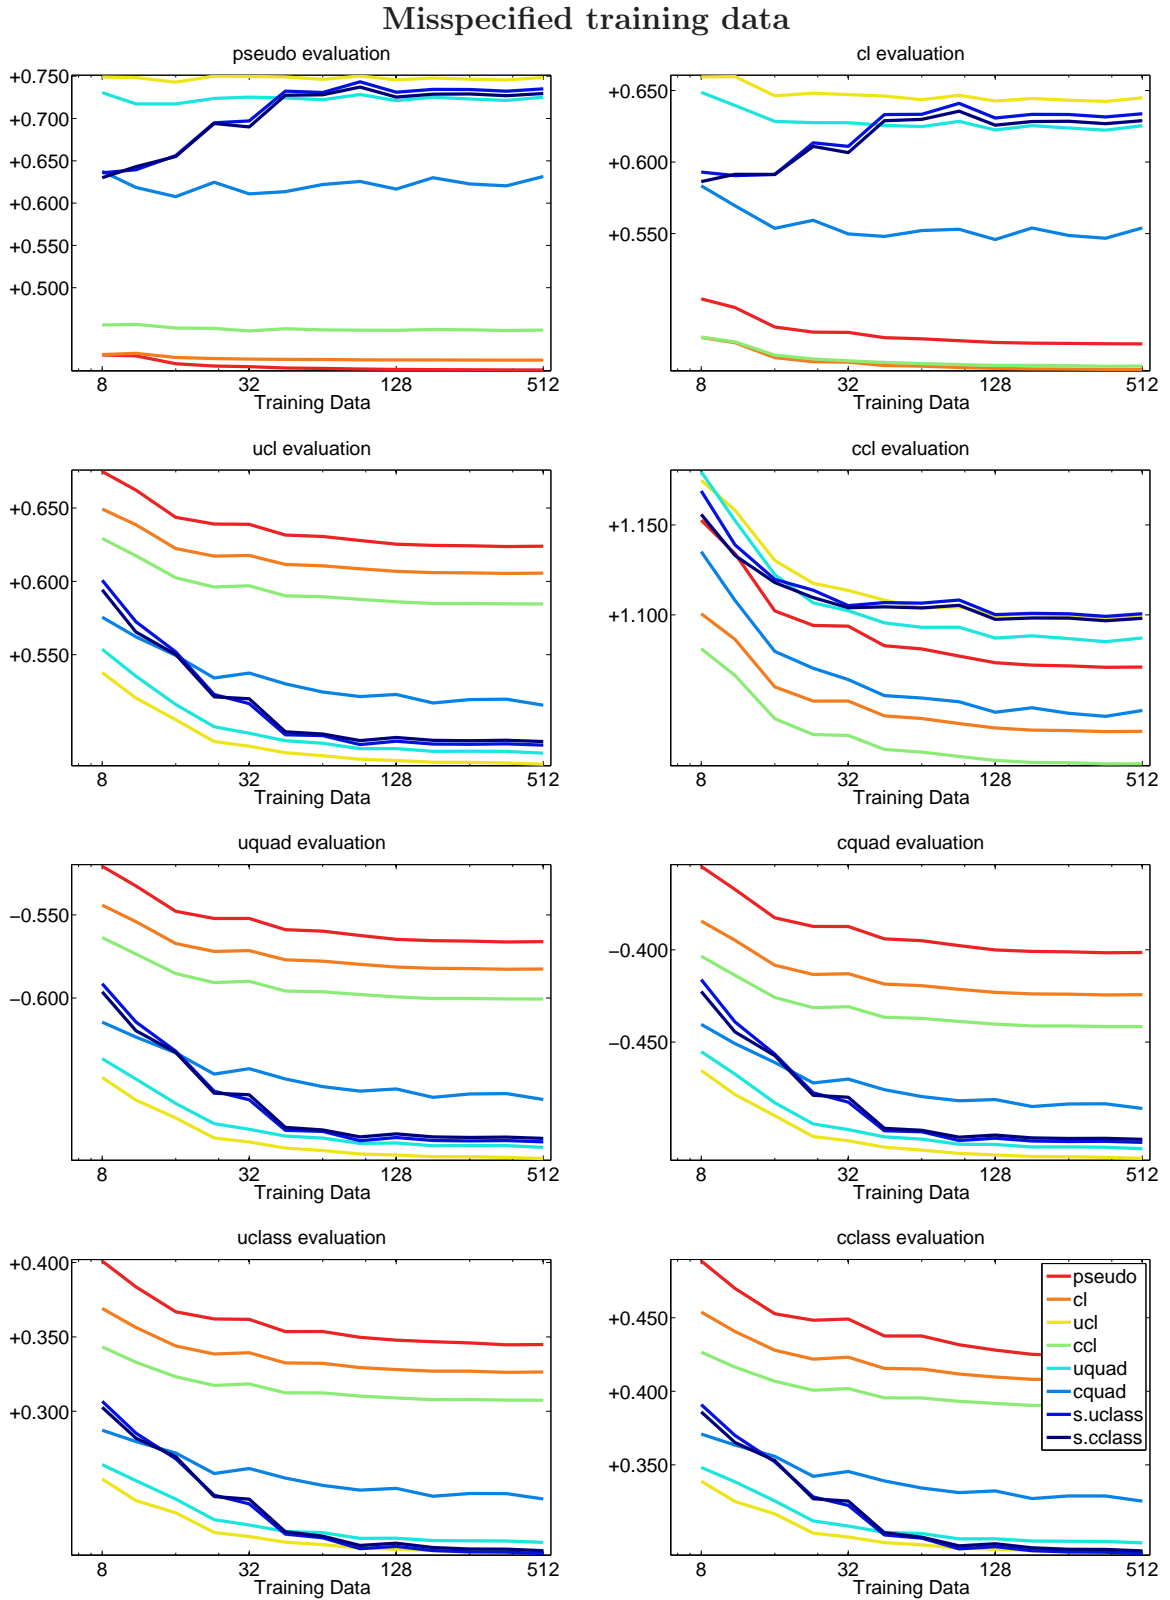 Misspecified training data
pseudo evaluation
+0.750
+0.700
+0.650
+0.600
+0.550
+0.500
8 32 128 512
Training Data
cl evaluation
+0.650
+0.600
+0.550
8 32 128 512
Training Data
ucl evaluation
+0.650
+0.600
+0.550
8 32 128 512
Training Data
ccl evaluation
+1.150
+1.100
8 32 128 512
Training Data
uquad evaluation
−0.550
−0.600
8 32 128 512
Training Data
cquad evaluation
−0.400
−0.450
8 32 128 512
Training Data
uclass evaluation
+0.400
+0.350
+0.300
8 32 128 512
Training Data
cclass evaluation
+0.450
+0.400
+0.350
8 32 128 512
Training Data
pseudo
cl
ucl
ccl
uquad
cquad
s.uclass
s.cclass